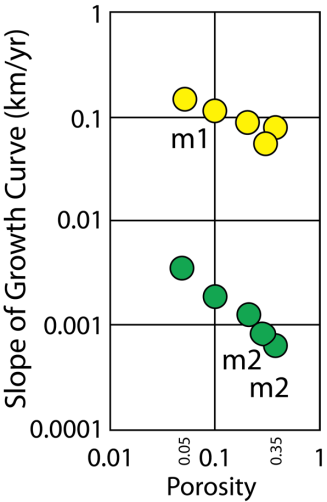 Slope of Growth Curve (km/yr)
1
0.1
m1
0.01
0.001
m2
m2
0.0001
0.01
0.05
0.1
0.35
1
Porosity